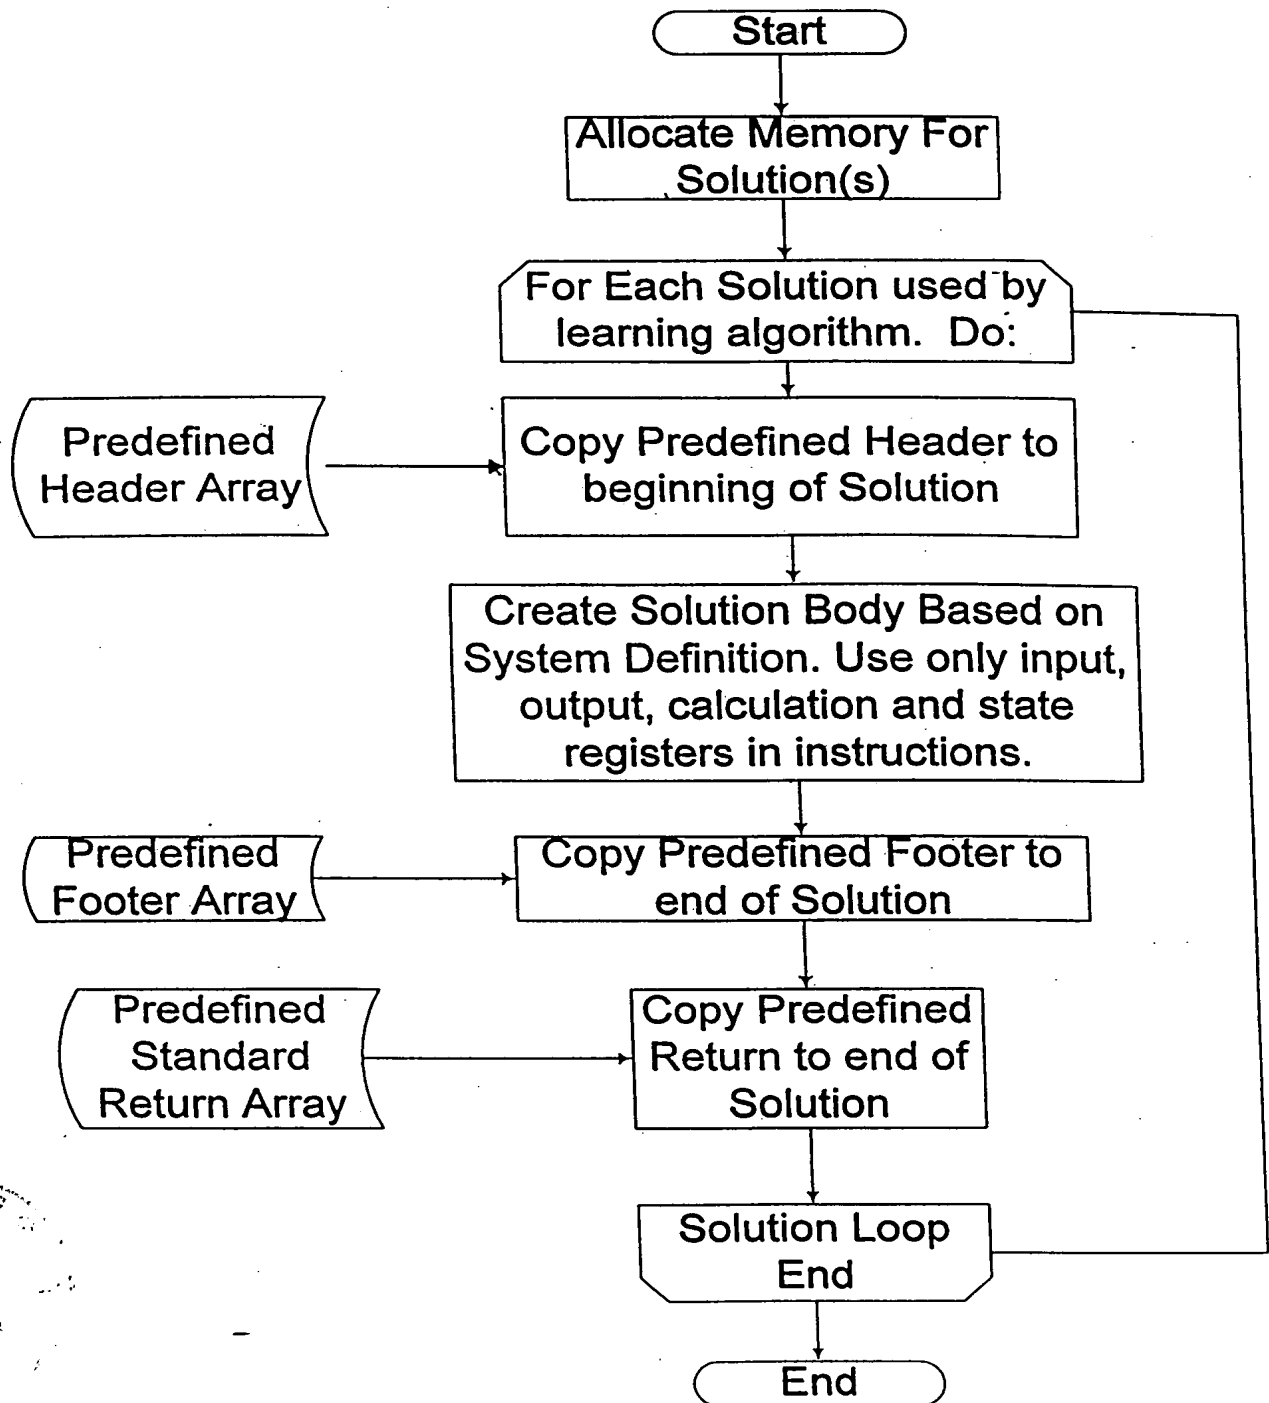 Start
Allocate Memory For
Solution(s)
For Each Solution used by
learning algorithm.  Do:
Predefined
Header Array
Copy Predefined Header to
beginning of Solution
Create Solution Body Based on
System Definition. Use only input,
output, calculation and state
registers in instructions.
Predefined
Footer Array
Copy Predefined Footer to
end of Solution
Predefined
Standard
Return Array
Copy Predefined
Return to end of
Solution
Solution Loop
End
End